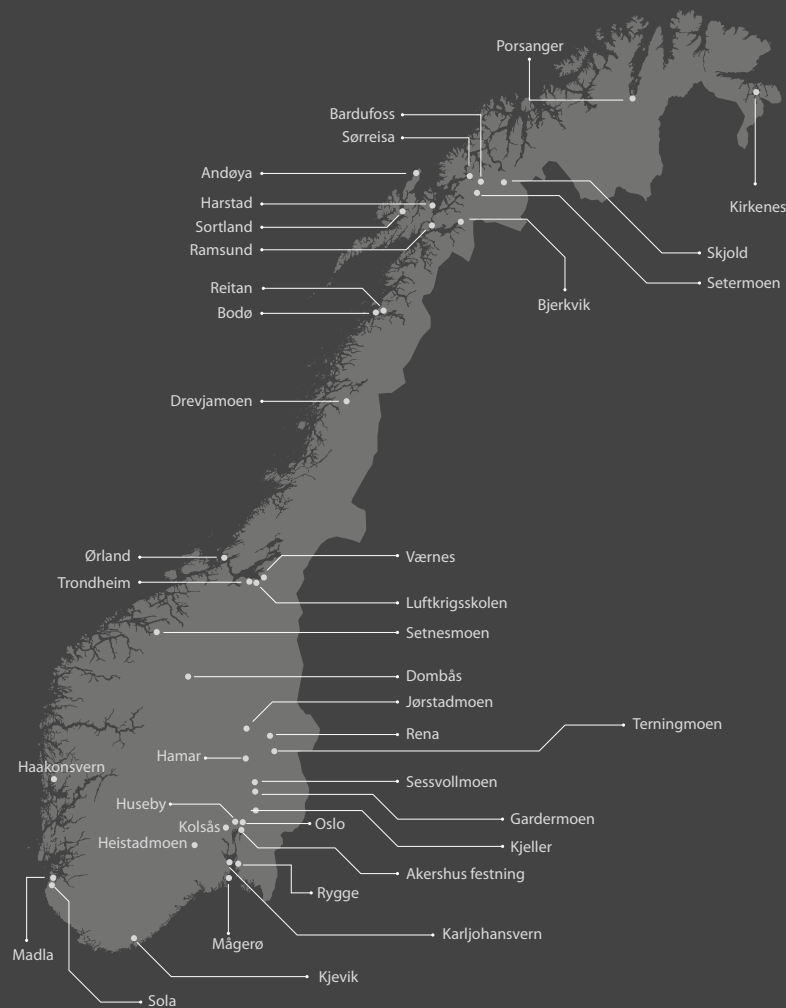 Porsanger
Bardufoss
Sørreisa
Andøya
Harstad
Kirkenes
Sortland
Ramsund
Skjold
Setermoen
Reitan
Bjerkvik
Bodø
Drevjamoen
Ørland
Værnes
Trondheim
Luftkrigsskolen
Setnesmoen
Dombås
Jørstadmoen
Terningmoen
Rena
Hamar
Haakonsvern
Sessvollmoen
Huseby
Gardermoen
Kolsås
Oslo
Heistadmoen
Kjeller
Akershus festning
Rygge
Karljohansvern
Mågerø
Madla
Kjevik
Sola